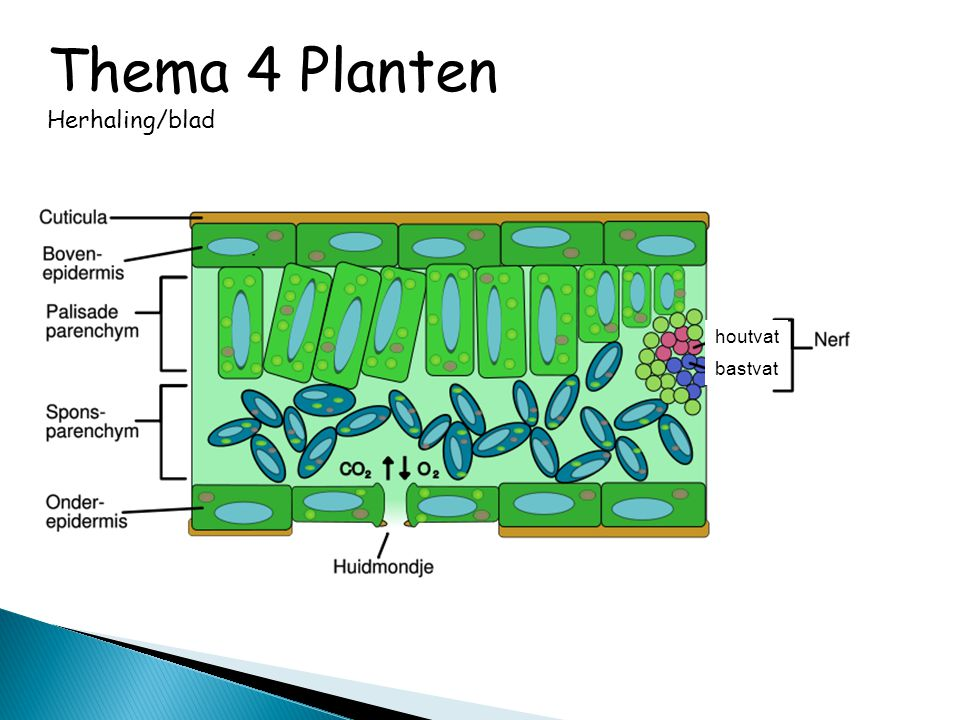 Thema 4 Planten
Herhaling/blad
Cuticula
Boven-
epidermis
Palisade
parenchym
houtvat
bastvat
Nerf
Spons-
parenchym
CO₂ O₂
Onder-
epidermis
Huidmondje